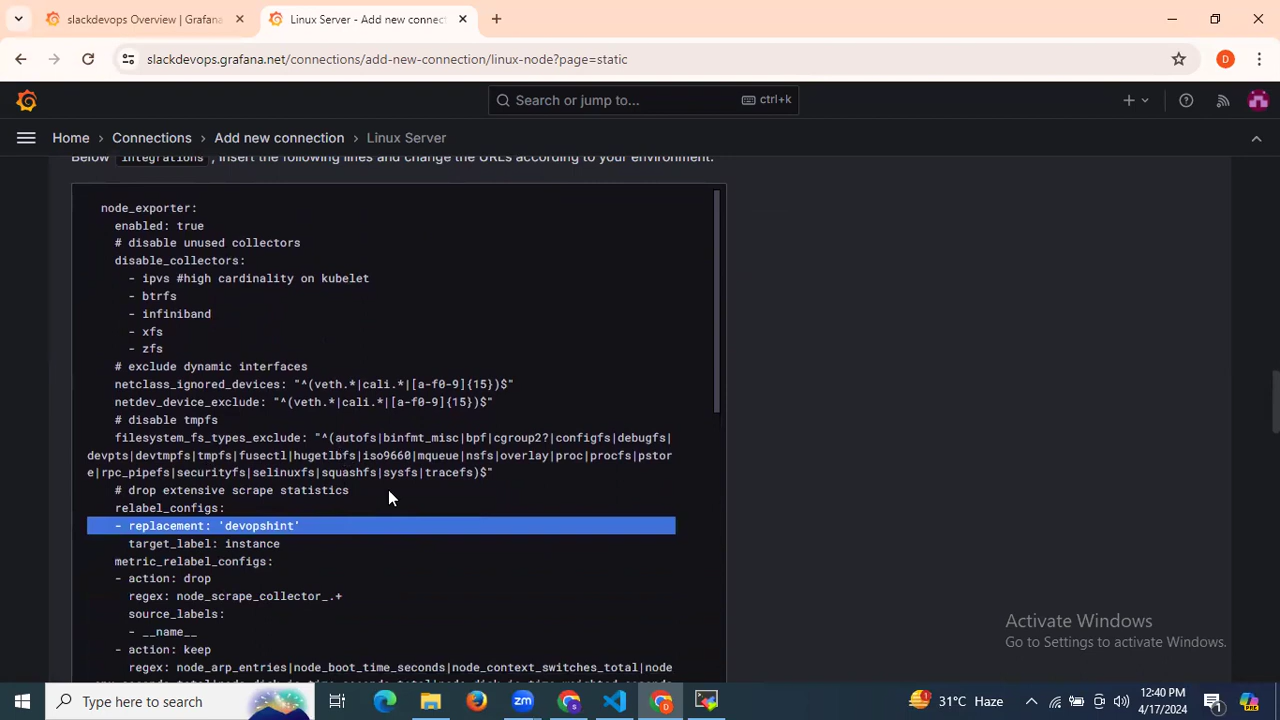 slackdevops Overview | Grafana
Linux Server - Add new connect
slackdevops.grafana.net/connections/add-new-connection/linux-node?page=static
D
Search or jump to...
ctrl+k
Home > Connections > Add new connection > Linux Server
Below integrations , insert the following lines and change the URLs according to your environment.
node_exporter:
enabled: true
# disable unused collectors
disable_collectors:
- ipvs #high cardinality on kubelet
- btrfs
- infiniband
- xfs
- zfs
# exclude dynamic interfaces
netclass_ignored_devices: "^(veth.*|cali.*|[a-f0-9]{15})$"
netdev_device_exclude: "^(veth.*|cali.*|[a-f0-9]{15})$"
# disable tmpfs
filesystem_fs_types_exclude: "^(autofs|binfmt_misc|bpf|cgroup2?|configfs|debugfs|
devpts|devtmpfs|tmpfs|fusectl|hugetlbfs|iso9660|mqueue|nsfs|overlay|proc|procfs|pstor
e|rpc_pipefs|securityfs|selinuxfs|squashfs|sysfs|tracefs)$"
# drop extensive scrape statistics
relabel_configs:
- replacement: 'devopshint'
target_label: instance
metric_relabel_configs:
- action: drop
regex: node_scrape_collector_.+
source_labels:
- __name__
- action: keep
regex: node_arp_entries|node_boot_time_seconds|node_context_switches_total|node
Activate Windows
Go to Settings to activate Windows.
Type here to search
31°C Haze
12:40 PM
4/17/2024